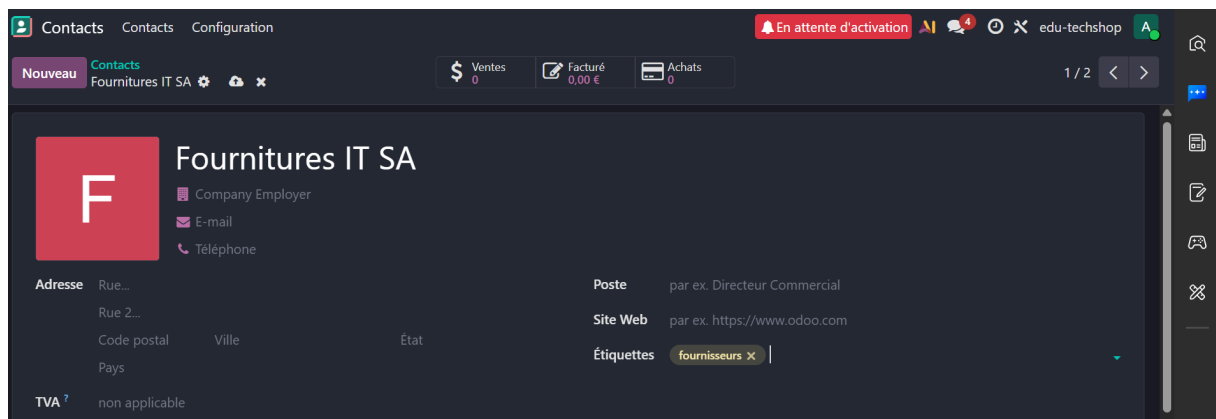 Contacts Contacts Configuration En attente d'activation AI 4 edu-techshop A
Nouveau Contacts Ventes Facturé Achats 1 / 2
Fournitures IT SA 0 0,00 € 0
F Fournitures IT SA
Company Employer
E-mail
Téléphone
Adresse Rue... Poste par ex. Directeur Commercial
Rue 2... Site Web par ex. https://www.odoo.com
Code postal Ville État
Étiquettes fournisseurs ×
Pays
TVA ? non applicable